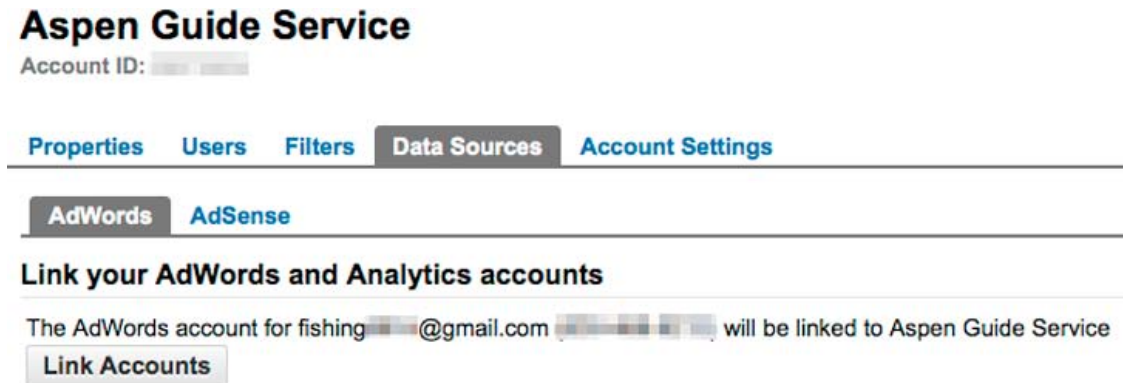 Aspen Guide Service
Account ID:
Properties Users Filters Data Sources Account Settings
AdWords AdSense
Link your AdWords and Analytics accounts
The AdWords account for fishing @gmail.com will be linked to Aspen Guide Service
Link Accounts